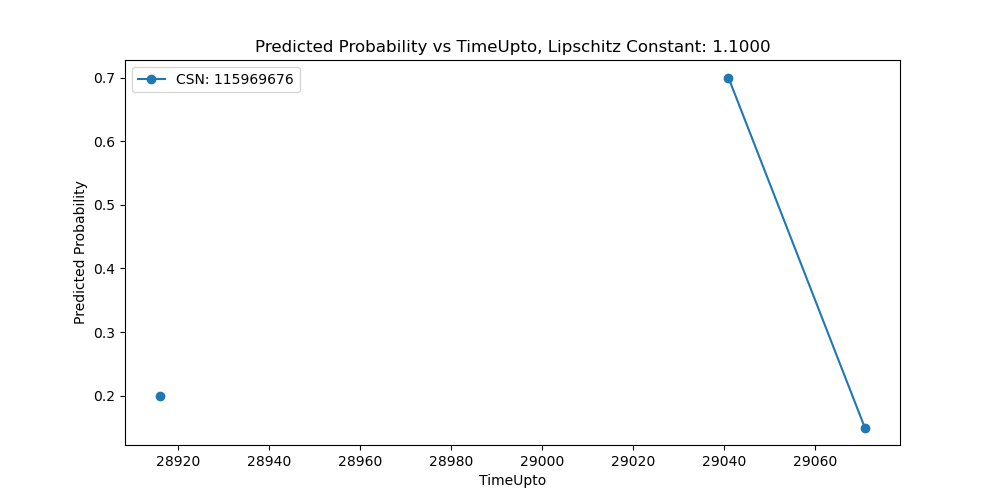 Predicted Probability vs TimeUpto, Lipschitz Constant: 1.1000
CSN: 115969676
Predicted Probability
0.7
0.6
0.5
0.4
0.3
0.2
28920 28940 28960 28980 29000 29020 29040 29060
TimeUpto